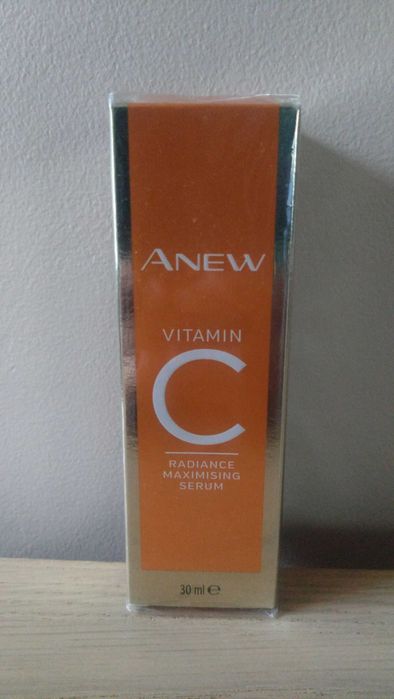 ANEW
VITAMIN
C
RADIANCE
MAXIMISING
SERUM
30 ml ℮